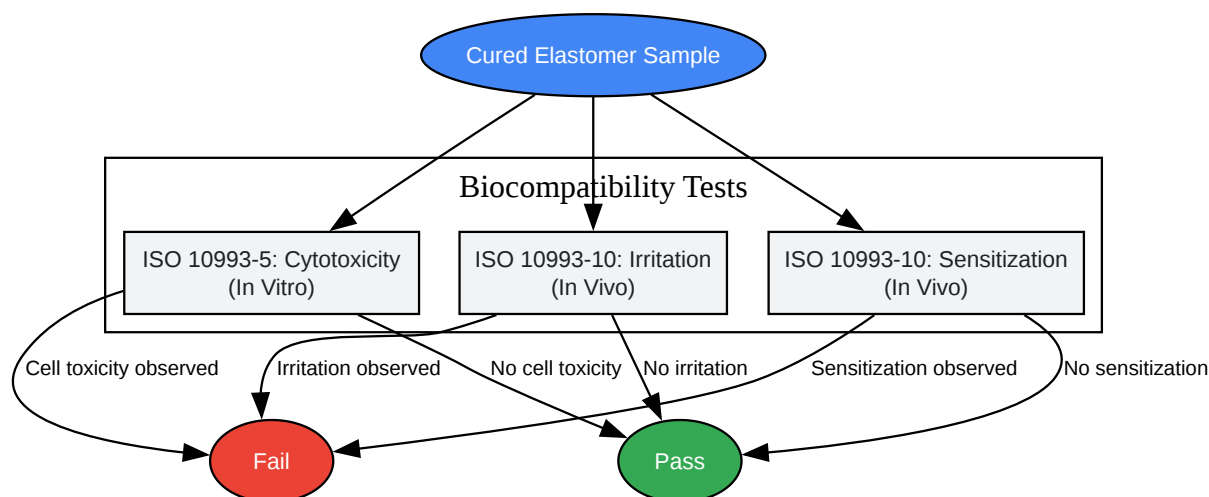 Cured Elastomer Sample
Biocompatibility Tests
ISO 10993-5: Cytotoxicity
(In Vitro)
ISO 10993-10: Irritation
(In Vivo)
ISO 10993-10: Sensitization
(In Vivo)
Cell toxicity observed
Irritation observed
No cell toxicity
No irritation
Sensitization observed
No sensitization
Fail
Pass